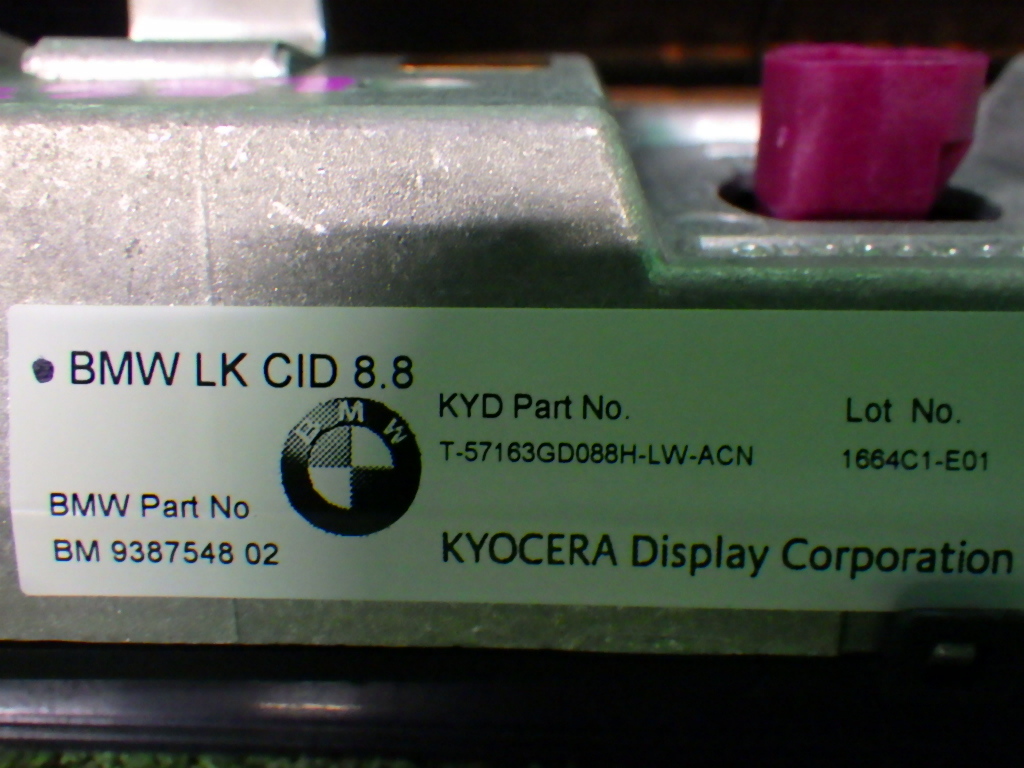 BMW LK CID 8.8
BMW
KYD Part No.
Lot No.
T-57163GD088H-LW-ACN
1664C1-E01
BMW Part No
BM 9387548 02
KYOCERA Display Corporation